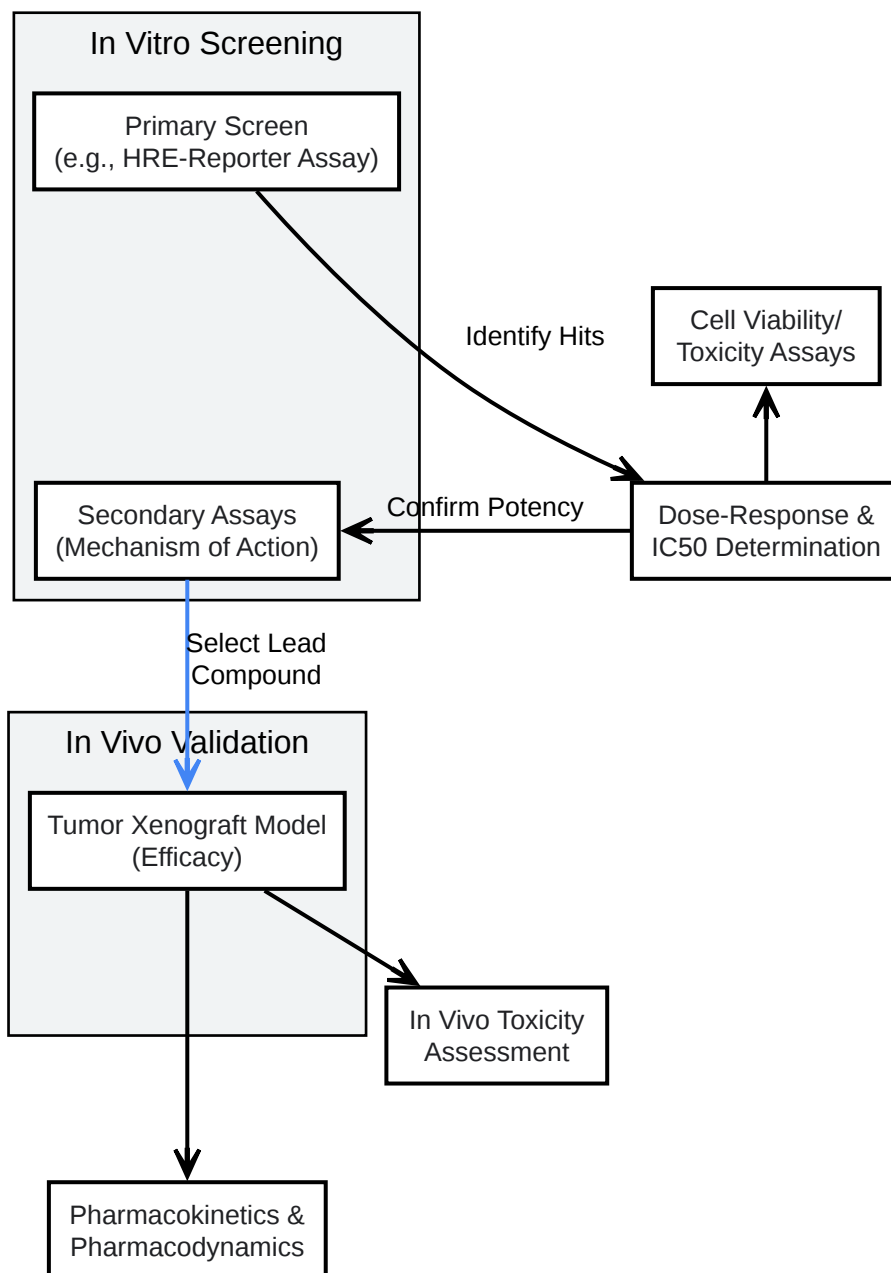 In Vitro Screening
Primary Screen
(e.g., HRE-Reporter Assay)
Identify Hits
Cell Viability/
Toxicity Assays
Secondary Assays
(Mechanism of Action)
Confirm Potency
Dose-Response &
IC50 Determination
Select Lead
Compound
In Vivo Validation
Tumor Xenograft Model
(Efficacy)
In Vivo Toxicity
Assessment
Pharmacokinetics &
Pharmacodynamics